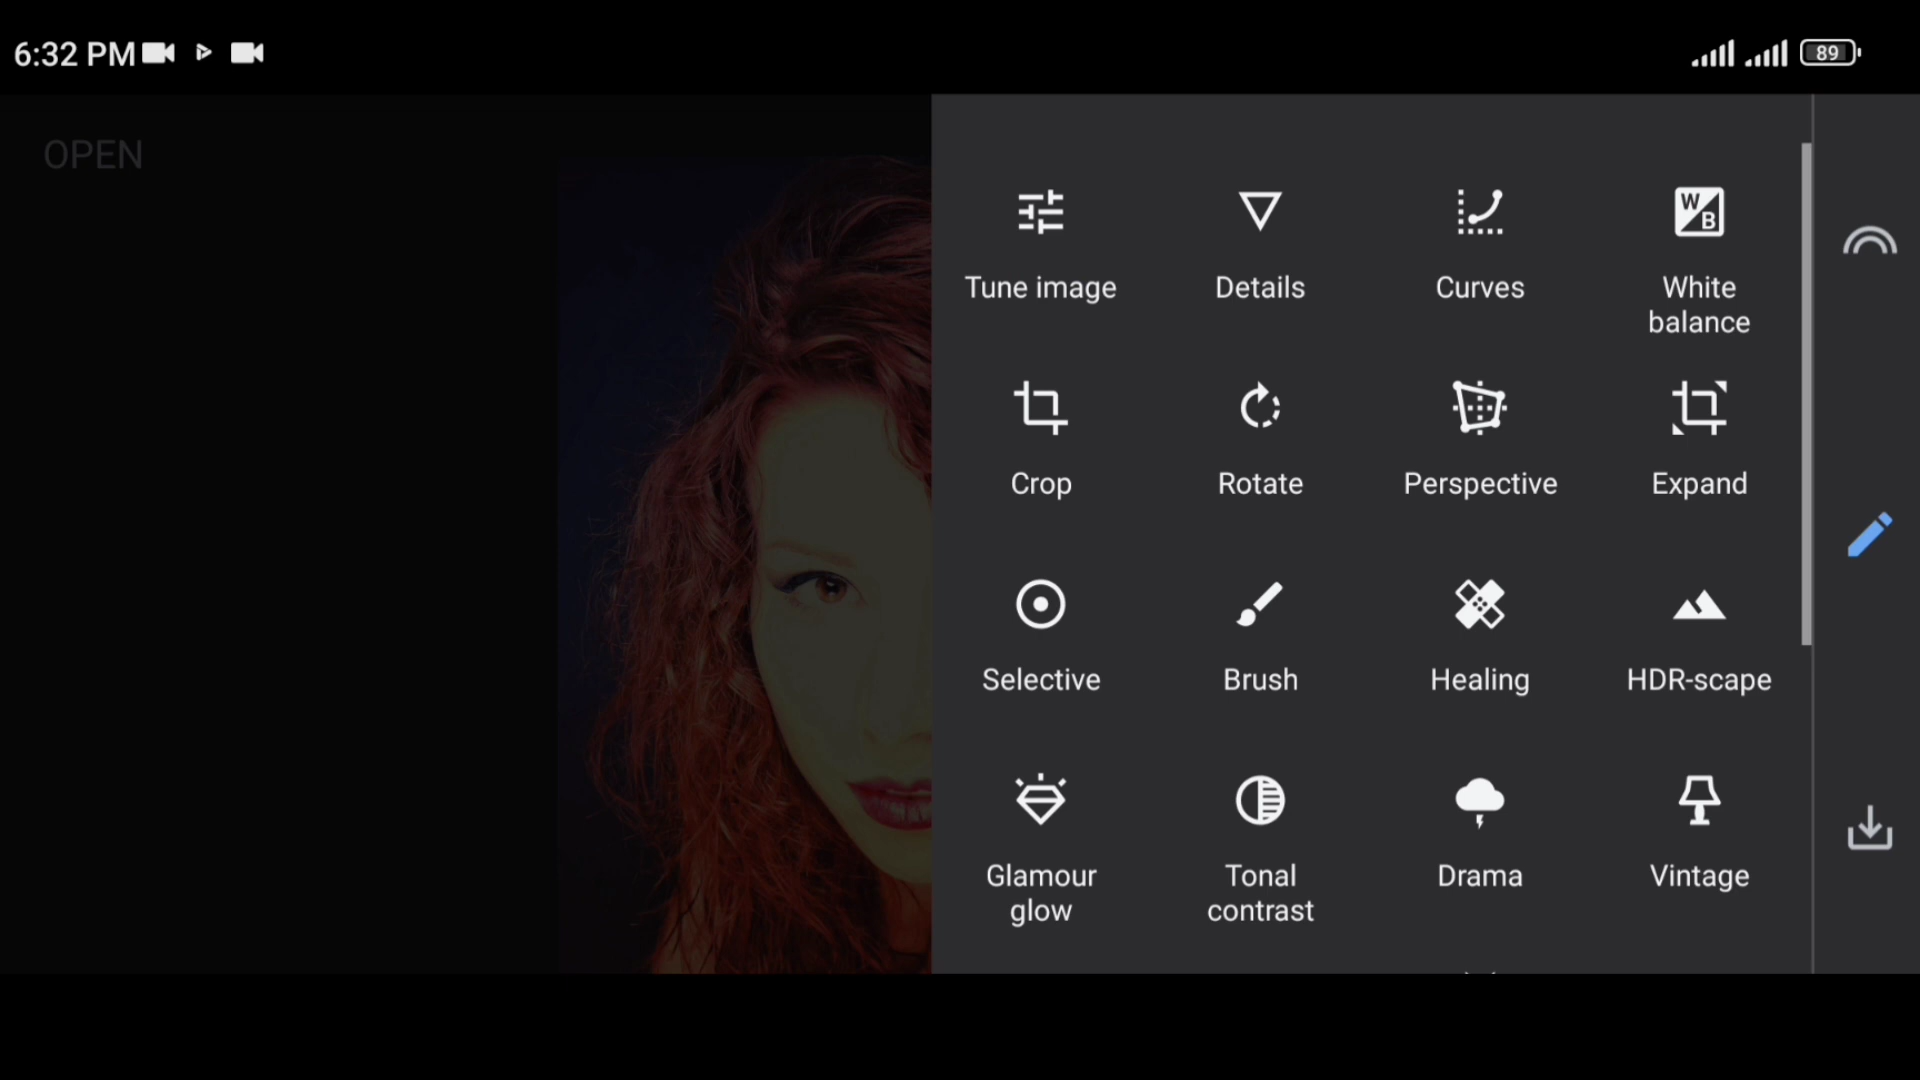 6:32 PM
89
OPEN
Tune image
Details
Curves
W
B
White
balance
Crop
Rotate
Perspective
Expand
Selective
Brush
Healing
HDR-scape
Glamour
glow
Tonal
contrast
Drama
Vintage